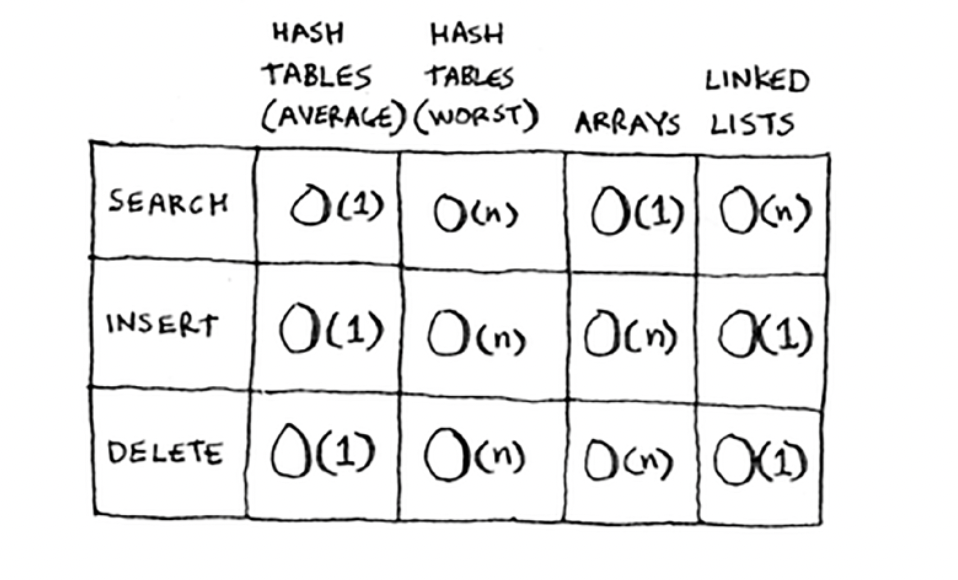 HASH TABLES (AVERAGE)
HASH TABLES (WORST)
ARRAYS
LINKED LISTS
SEARCH O(1) O(n) O(1) O(n)
INSERT O(1) O(n) O(n) O(1)
DELETE O(1) O(n) O(n) O(1)